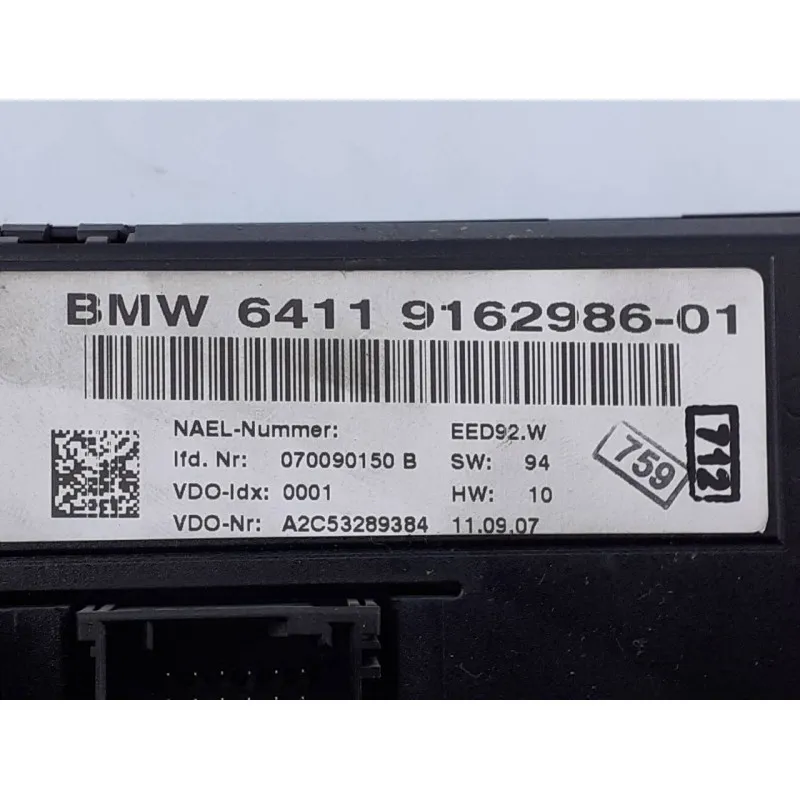 BMW 6411 9162986-01
NAEL-Nummer: EED92.W
lfd. Nr: 070090150 B SW: 94
VDO-Idx: 0001 HW: 10
VDO-Nr: A2C53289384 11.09.07
759
712